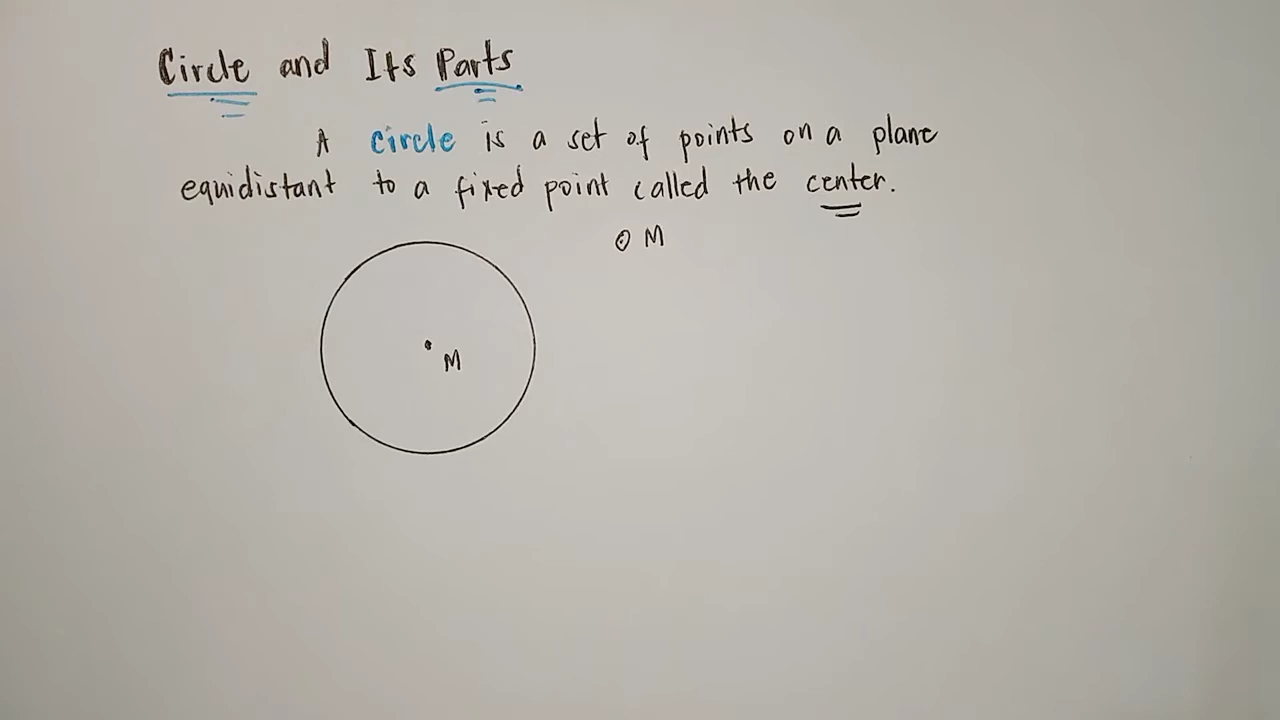 Circle and Its Parts
A circle is a set of points on a plane
equidistant to a fixed point called the center.
⊙ M
M